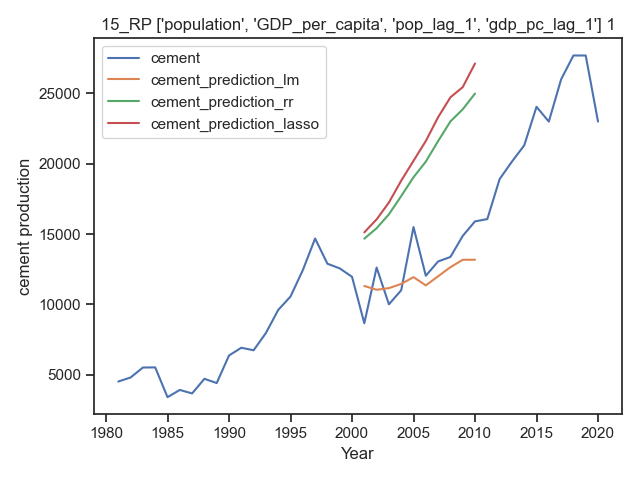 15_RP ['population', 'GDP_per_capita', 'pop_lag_1', 'gdp_pc_lag_1'] 1
cement
cement_prediction_lm
cement_prediction_rr
cement_prediction_lasso
25000
20000
15000
10000
5000
cement production
1980 1985 1990 1995 2000 2005 2010 2015 2020
Year